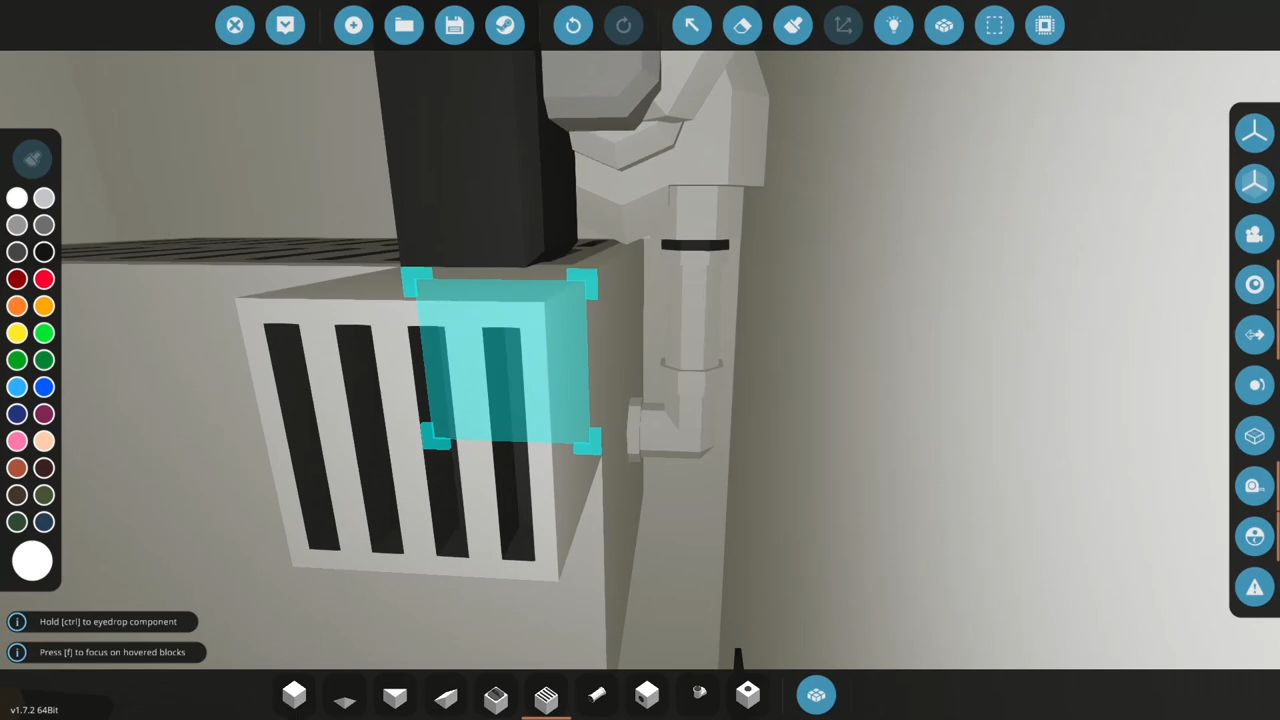 Hold [ctrl] to eyedrop component
Press [f] to focus on hovered blocks
v1.7.2 64Bit